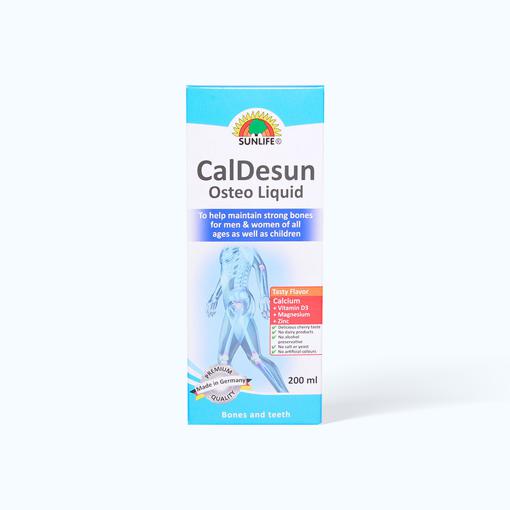 SUNLIFE®
CalDesun
Osteo Liquid
To help maintain strong bones
for men & women of all
ages as well as children
Tasty Flavor
Calcium
+ Vitamin D3
+ Magnesium
+ Zinc
✓ Delicious cherry taste
✓ No dairy products
✓ No alcohol
preservative
✓ No salt or yeast
✓ No artificial colours
PREMIUM
Made in Germany
QUALITY
200 ml
Bones and teeth